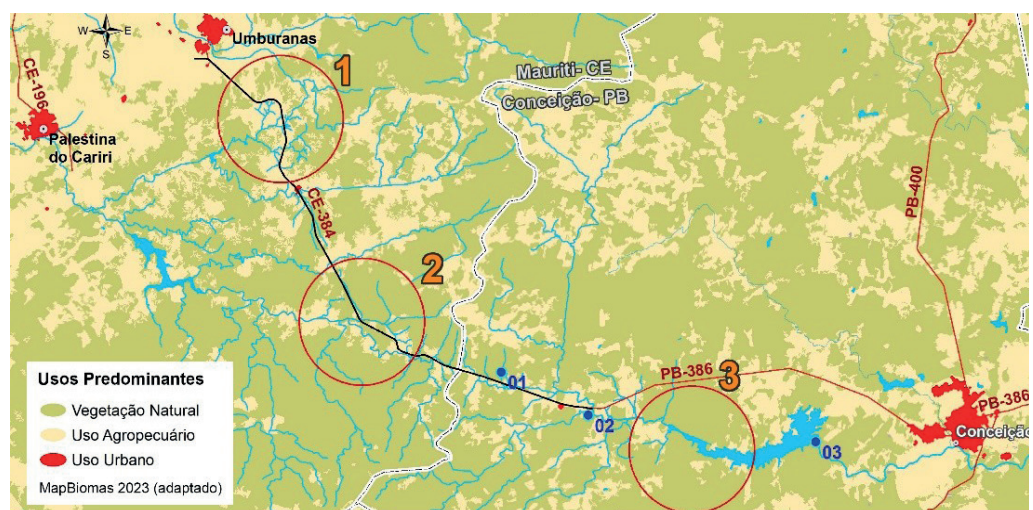 W E
S
Umburanas
1
CE-196
Palestina
do Cariri
Mauriti- CE
Conceição- PB
PB-400
CE-384
2
01
02
PB-386
3
03
PB-386
Conceição
Usos Predominantes
Vegetação Natural
Uso Agropecuário
Uso Urbano
MapBiomas 2023 (adaptado)